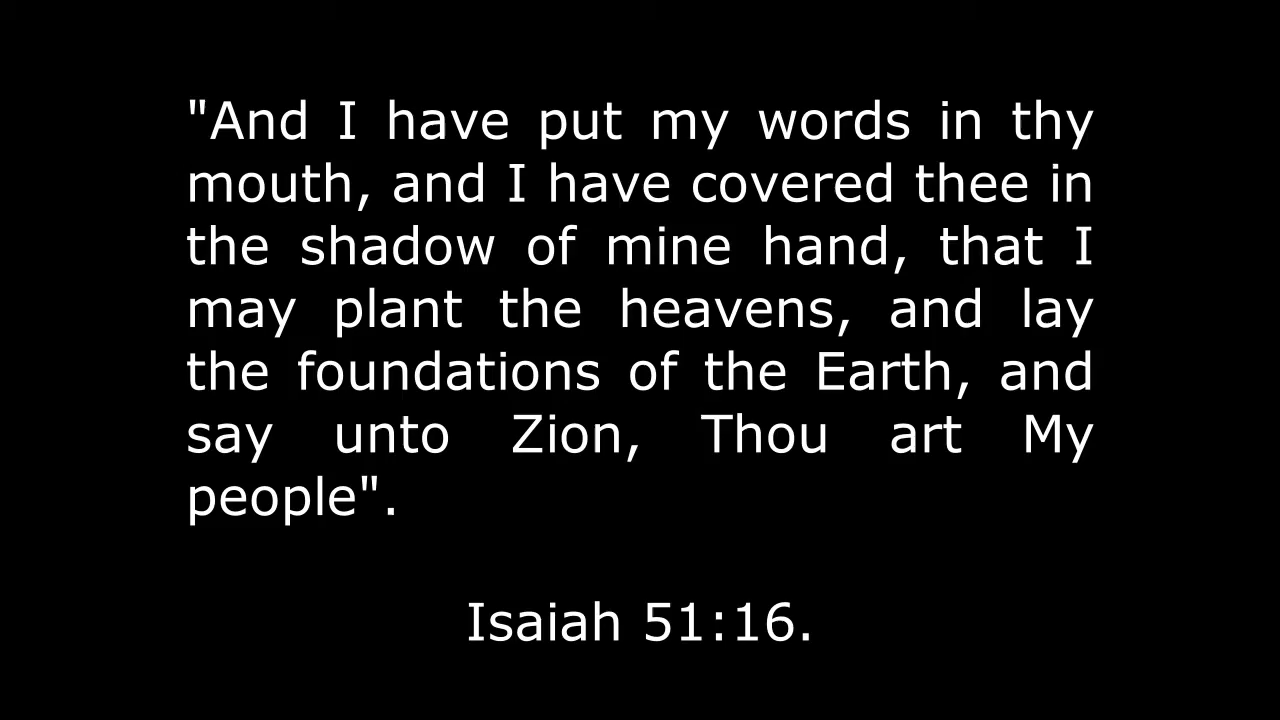 "And I have put my words in thy
mouth, and I have covered thee in
the shadow of mine hand, that I
may plant the heavens, and lay
the foundations of the Earth, and
say unto Zion, Thou art My
people".
Isaiah 51:16.